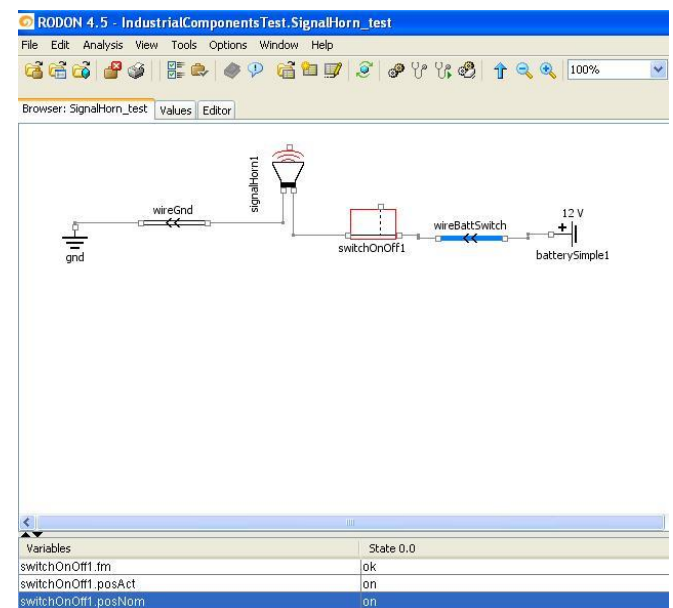 RODON 4.5 - IndustrialComponentsTest.SignalHorn_test
File Edit Analysis View Tools Options Window Help
100%
Browser: SignalHorn_test Values Editor
signalHorn1
wireGnd
gnd
switchOnOff1
wireBattSwitch
12 V
batterySimple1
Variables State 0.0
switchOnOff1.fm ok
switchOnOff1.posAct on
switchOnOff1.posNom on